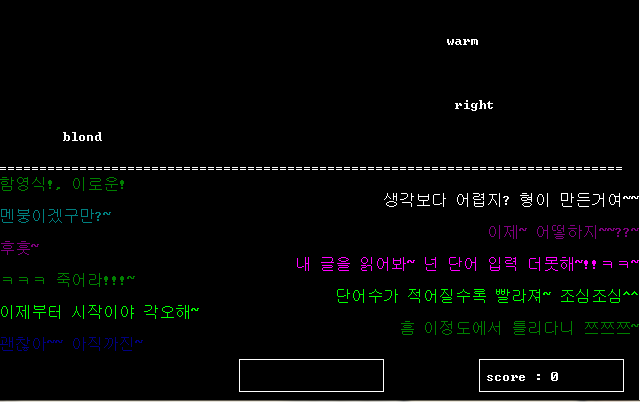 warm
right
blond
===============================================================================
함영식!, 이로운!
생각보다 어렵지? 형이 만든거여~~
멘붕이겠구만?~
이제~ 어떻하지~~??~
후훗~
내 글을 읽어봐~ 넌 단어 입력 더못해~!!ㅋㅋ~
ㅋㅋㅋ 죽어라!!!~
단어수가 적어질수록 빨라져~ 조심조심^^
이제부터 시작이야 각오해~
흠 이정도에서 틀리다니 쯔쯔쯔~
괜찮아~~ 아직까진~
score : 0